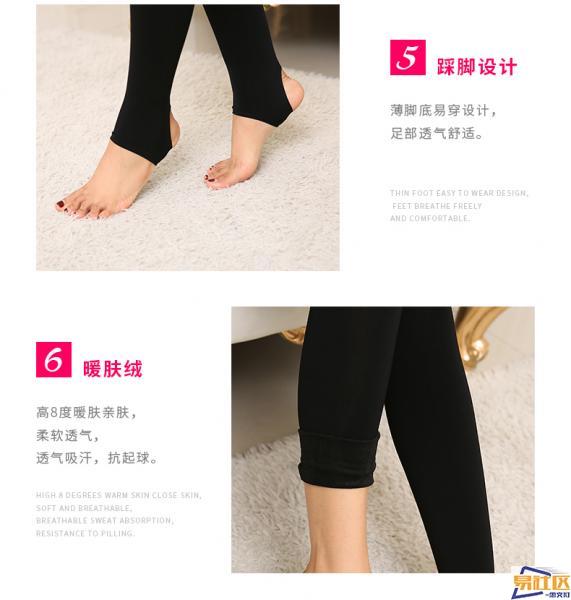 5 踩脚设计
薄脚底易穿设计，
足部透气舒适。
THIN FOOT EASY TO WEAR DESIGN,
FEET BREATHE FREELY
AND COMFORTABLE.
6 暖肤绒
高8度暖肤亲肤，
柔软透气，
透气吸汗，抗起球。
HIGH 8 DEGREES WARM SKIN CLOSE SKIN,
SOFT AND BREATHABLE,
BREATHABLE SWEAT ABSORPTION,
RESISTANCE TO PILLING.
易社区